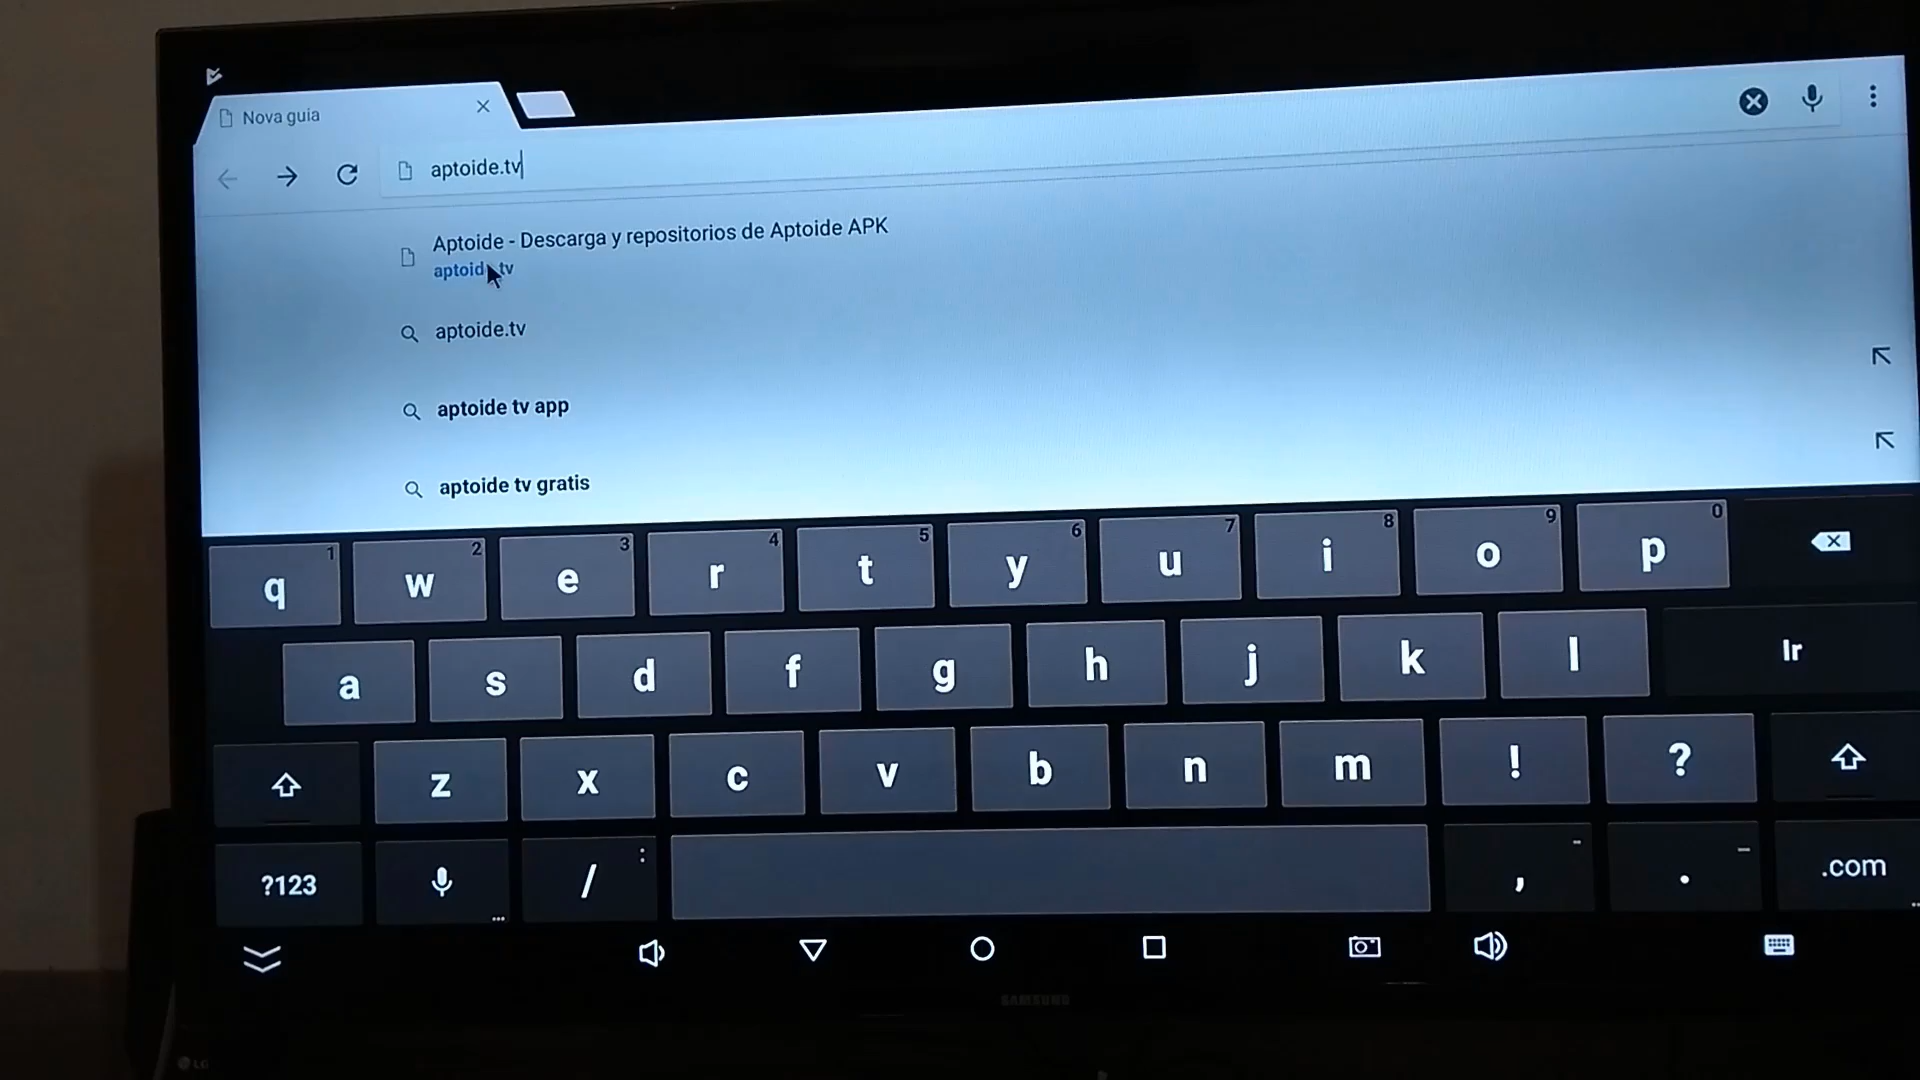 Nova guia
aptoide.tv
Aptoide - Descarga y repositorios de Aptoide APK
aptoide.tv
aptoide.tv
aptoide tv app
aptoide tv gratis
q 1 w 2 e 3 r 4 t 5 y 6 u 7 i 8 o 9 p 0
a s d f g h j k l Ir
z x c v b n m ! ?
?123 / : , - . _ .com
SAMSUNG
LG